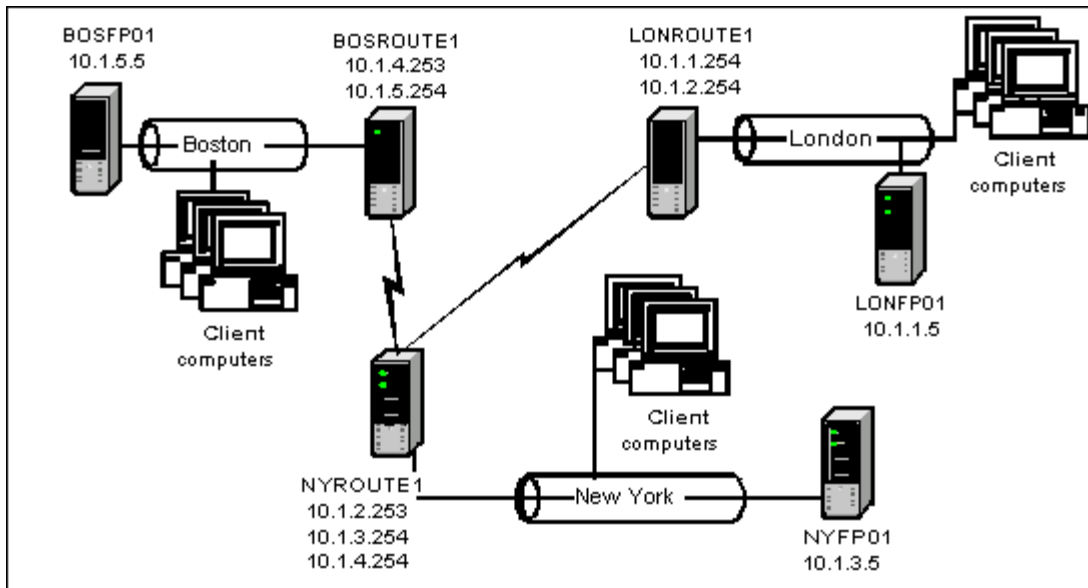 BOSFP01
10.1.5.5
BOSROUTE1
10.1.4.253
10.1.5.254
LONROUTE1
10.1.1.254
10.1.2.254
Boston
London
Client
computers
LONFP01
10.1.1.5
Client
computers
Client
computers
NYROUTE1
10.1.2.253
10.1.3.254
10.1.4.254
New York
NYFP01
10.1.3.5